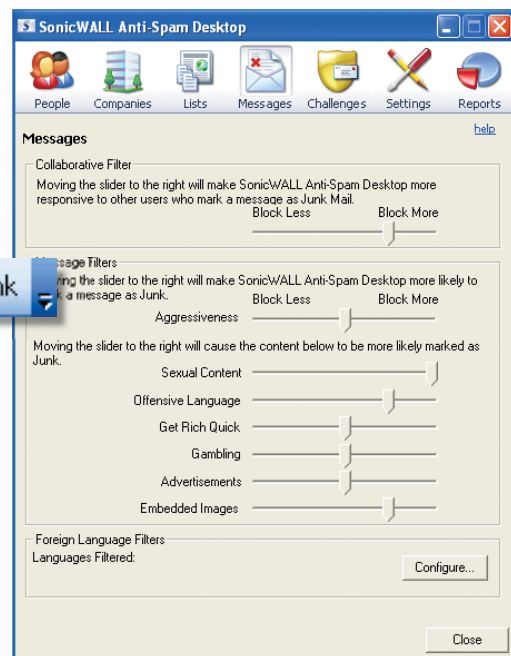 SonicWALL Anti-Spam Desktop
People Companies Lists Messages Challenges Settings Reports
help
Messages
Collaborative Filter
Moving the slider to the right will make SonicWALL Anti-Spam Desktop more
responsive to other users who mark a message as Junk Mail.
Block Less Block More
Filters
the slider to the right will make SonicWALL Anti-Spam Desktop more likely to
a message as Junk.
Block Less Block More
Aggressiveness
Moving the slider to the right will cause the content below to be more likely marked as
Junk.
Sexual Content
Offensive Language
Get Rich Quick
Gambling
Advertisements
Embedded Images
Foreign Language Filters
Languages Filtered:
Configure...
Close